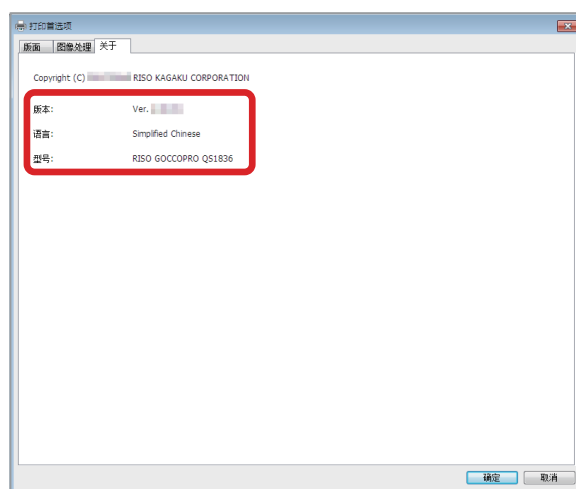 打印首选项
版面 图像处理 关于
Copyright (C) RISO KAGAKU CORPORATION
版本: Ver.
语言: Simplified Chinese
型号: RISO GOCCOPRO QS1836
确定 取消